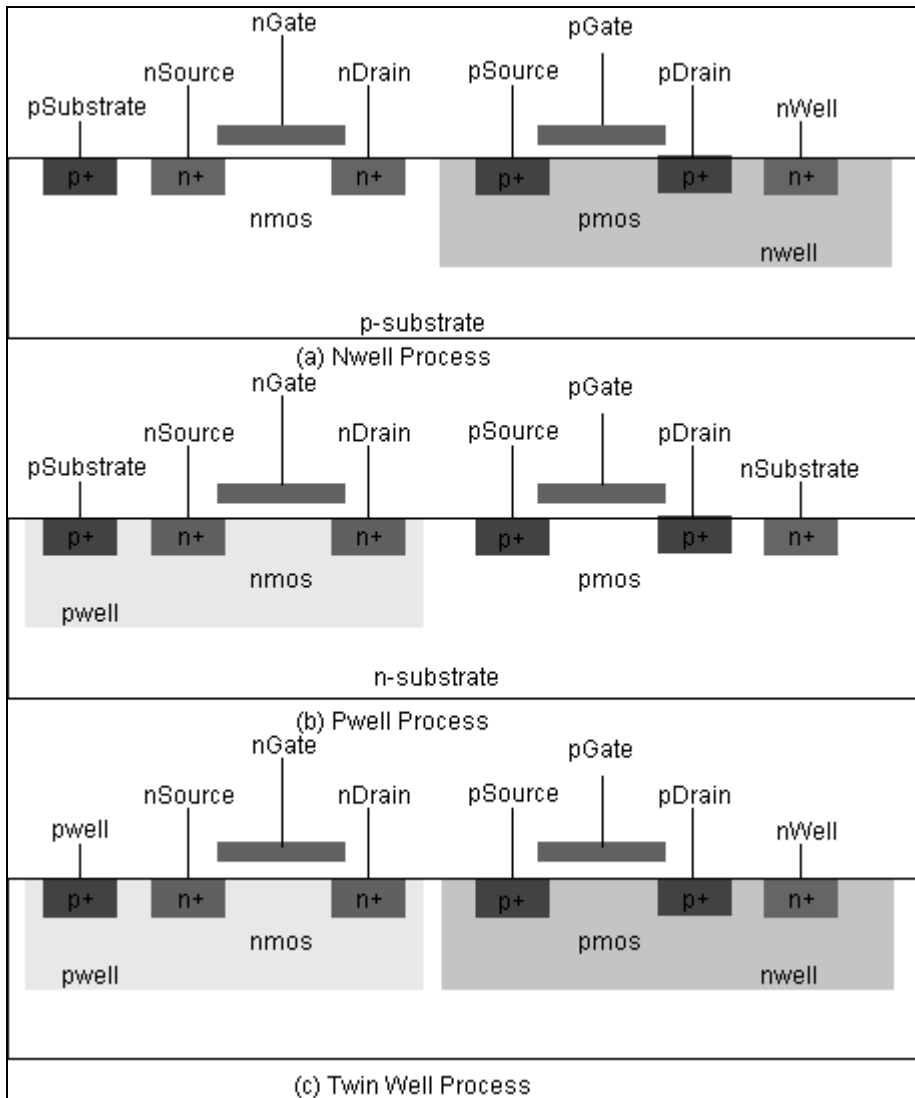 nGate pGate
nSource nDrain pSource pDrain
pSubstrate nWell
p+ n+ n+ p+ p+ n+
nmos pmos
nwell
p-substrate
(a) Nwell Process
nGate pGate
nSource nDrain pSource pDrain
pSubstrate nSubstrate
p+ n+ n+ p+ p+ n+
nmos pmos
pwell
n-substrate
(b) Pwell Process
nGate pGate
nSource nDrain pSource pDrain
pwell nWell
p+ n+ n+ p+ p+ n+
nmos pmos
pwell nwell
(c) Twin Well Process